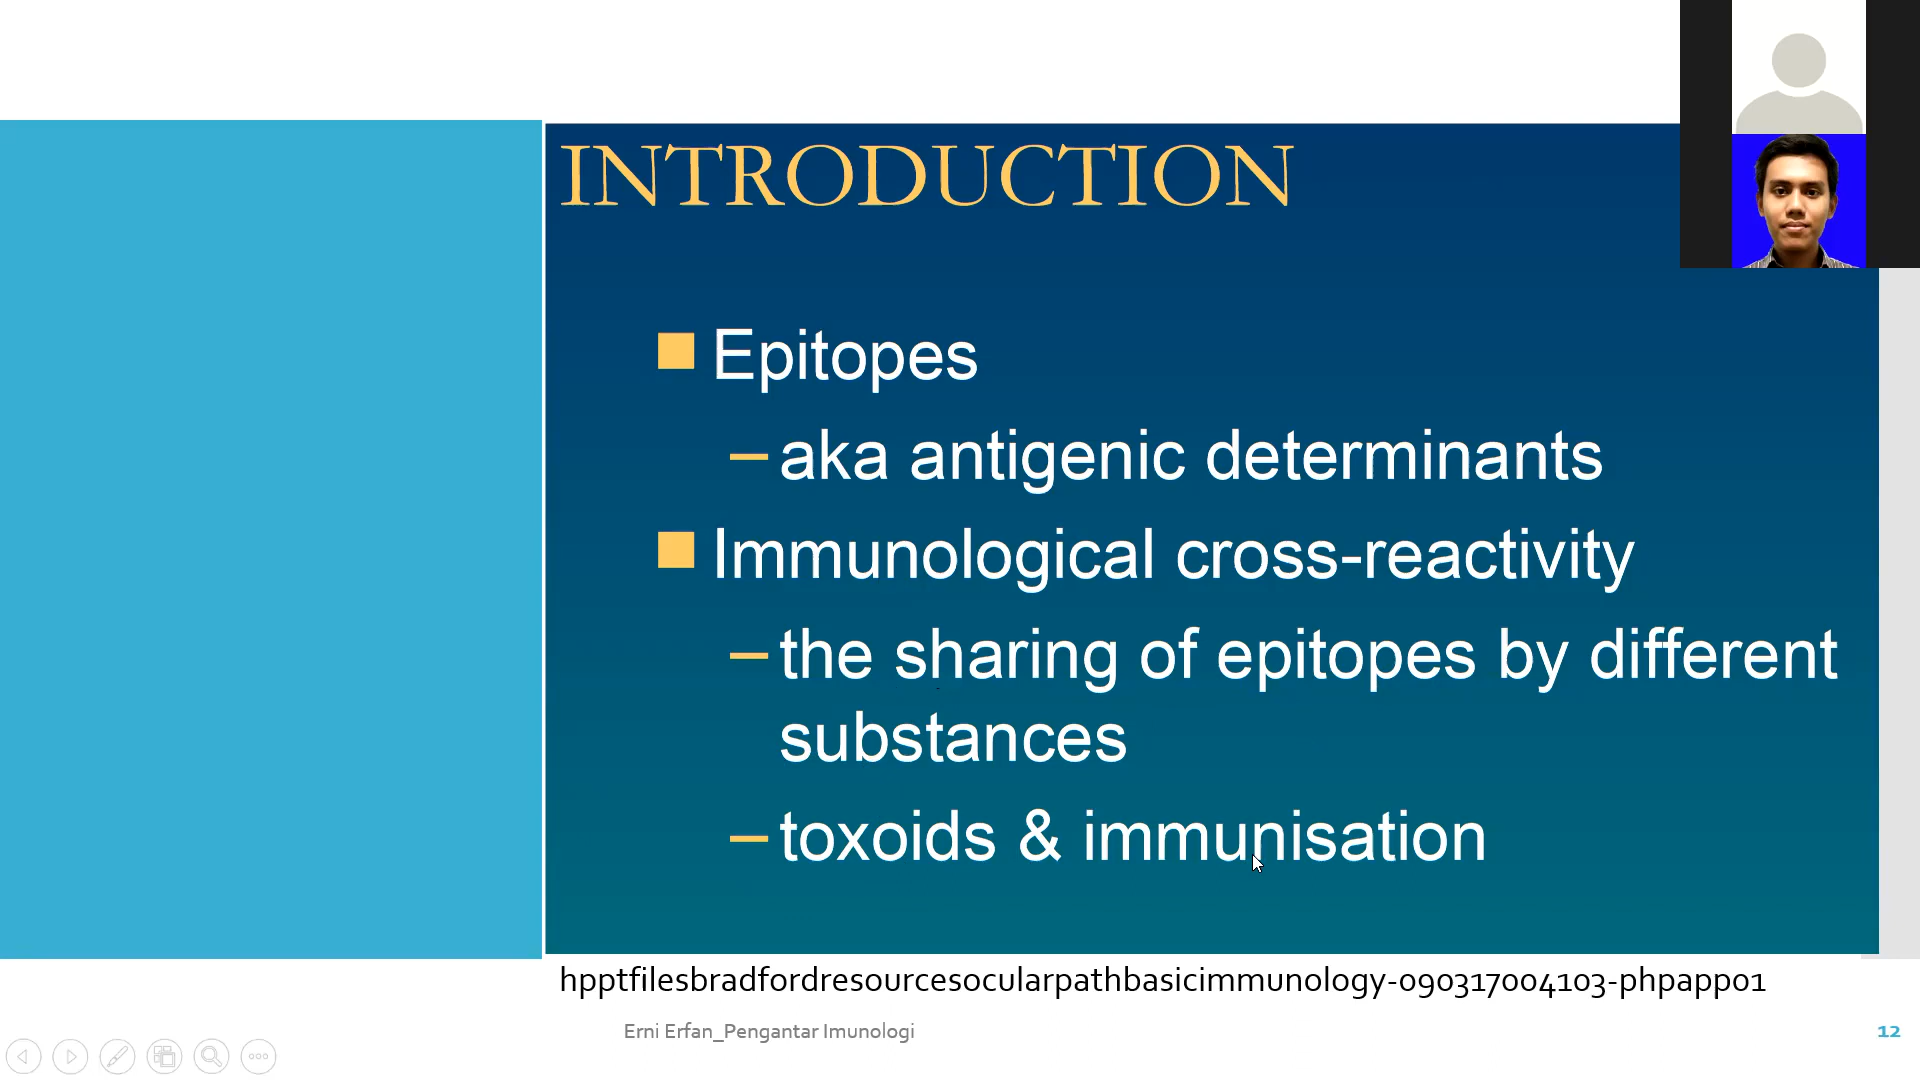 INTRODUCTION
Epitopes
–aka antigenic determinants
Immunological cross-reactivity
–the sharing of epitopes by different
substances
–toxoids & immunisation
hpptfilesbradfordresourcesocularpathbasicimmunology-090317004103-phpapp01
Erni Erfan_Pengantar Imunologi
12